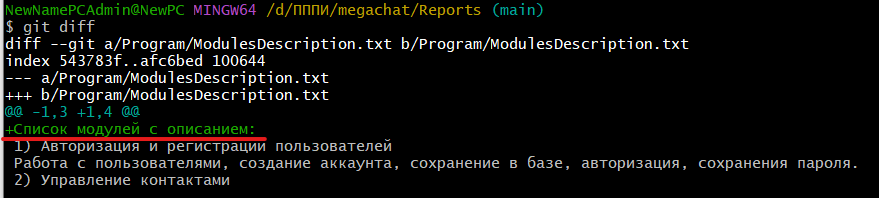 NewNamePCAdmin@NewPC MINGW64 /d/ПППИ/megachat/Reports (main)
$ git diff
diff --git a/Program/ModulesDescription.txt b/Program/ModulesDescription.txt
index 543783f..afc6bed 100644
--- a/Program/ModulesDescription.txt
+++ b/Program/ModulesDescription.txt
@@ -1,3 +1,4 @@
+Список модулей с описанием:
 1) Авторизация и регистрации пользователей
 Работа с пользователями, создание аккаунта, сохранение в базе, авторизация, сохранения пароля.
 2) Управление контактами